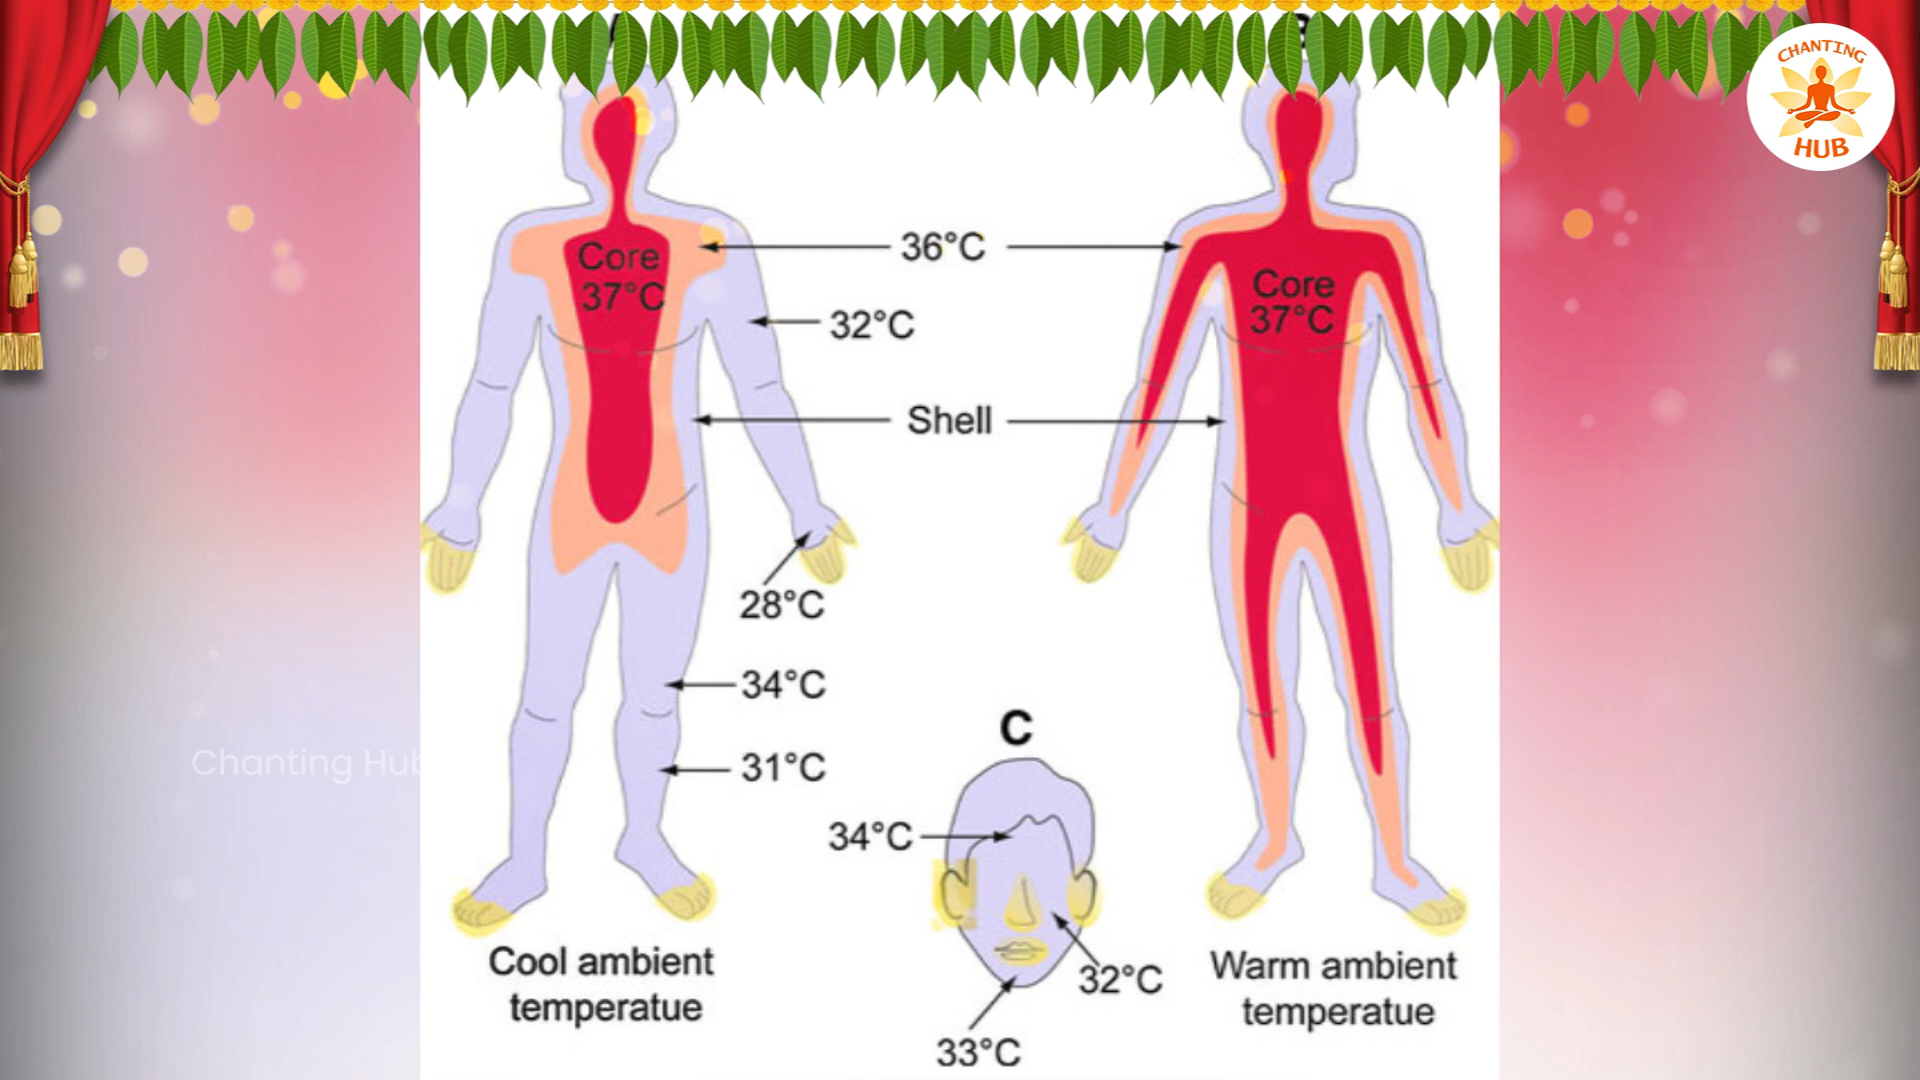 CHANTING
HUB
36°C
Core
37°C
Core
37°C
32°C
Shell
28°C
34°C
31°C
C
Chanting Hub
34°C
32°C
33°C
Cool ambient
temperatue
Warm ambient
temperatue